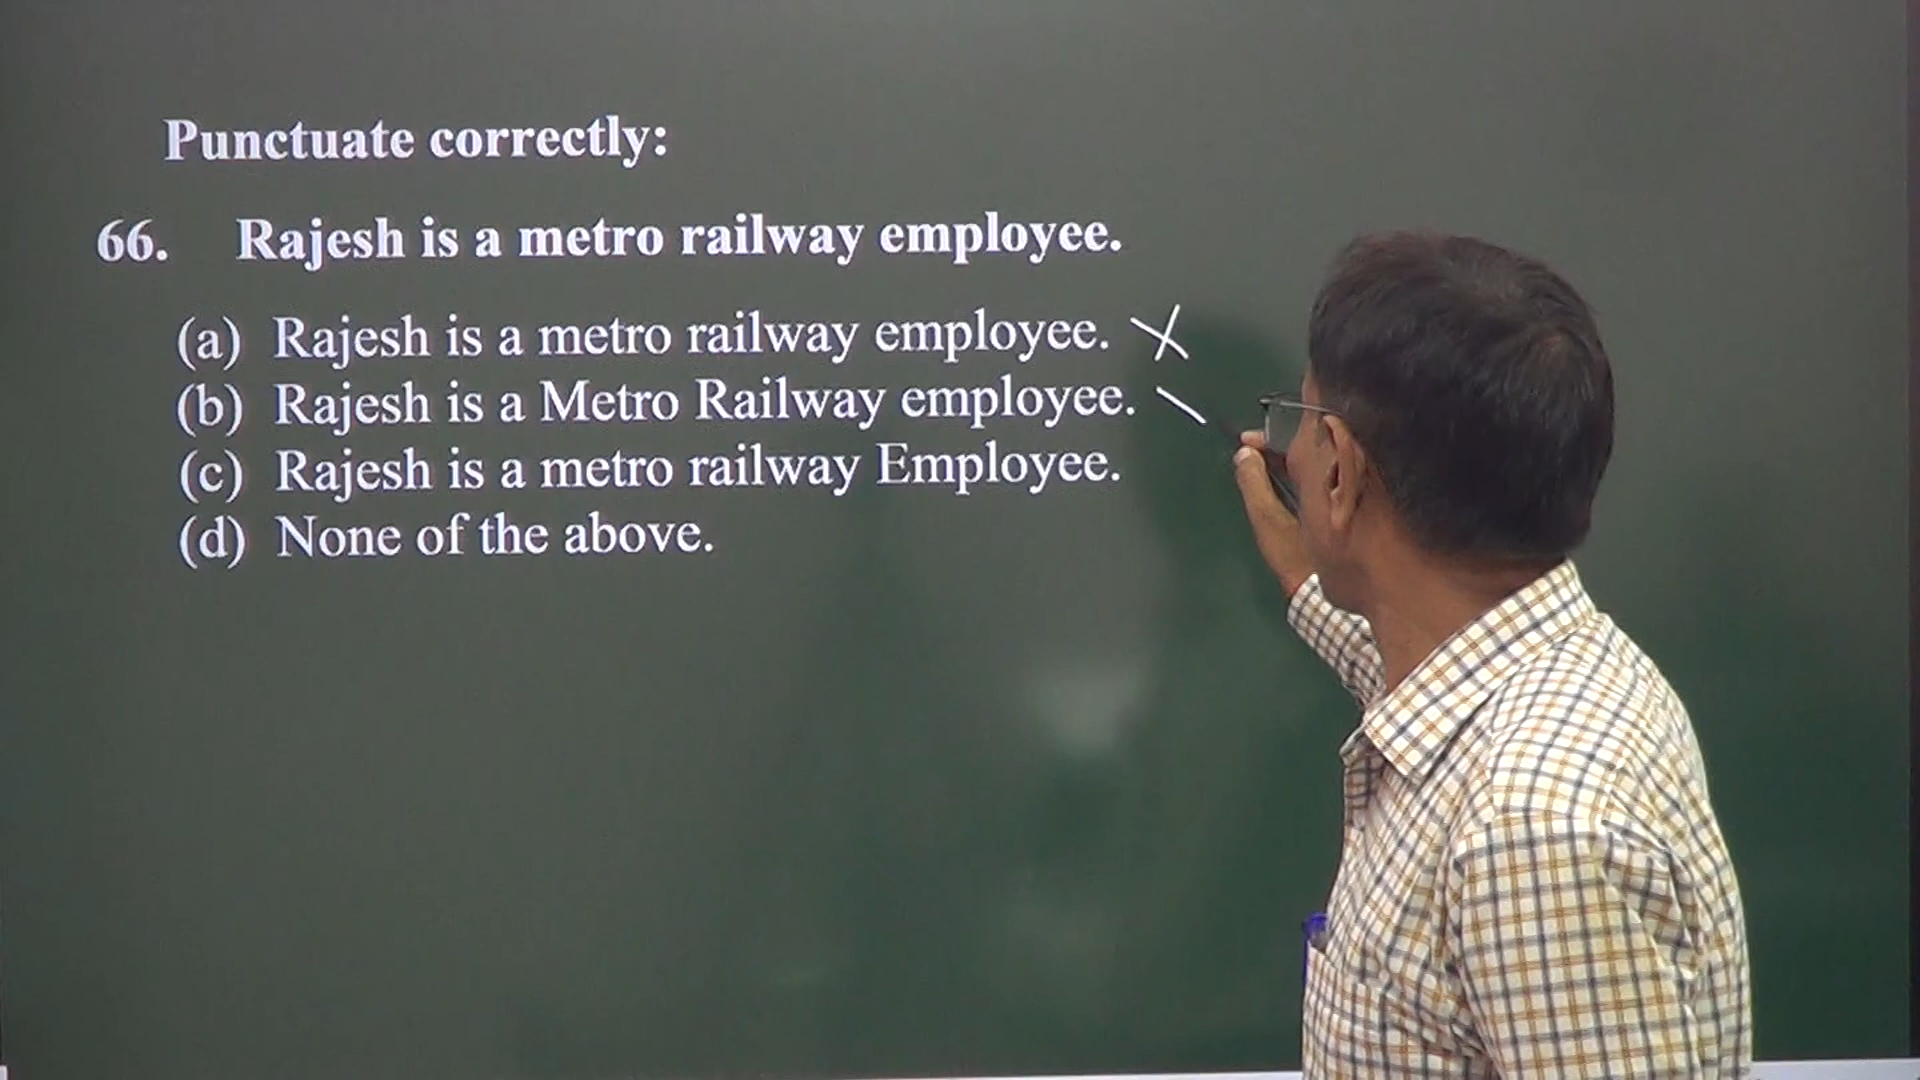 Punctuate correctly:
66. Rajesh is a metro railway employee.
(a) Rajesh is a metro railway employee.
(b) Rajesh is a Metro Railway employee.
(c) Rajesh is a metro railway Employee.
(d) None of the above.